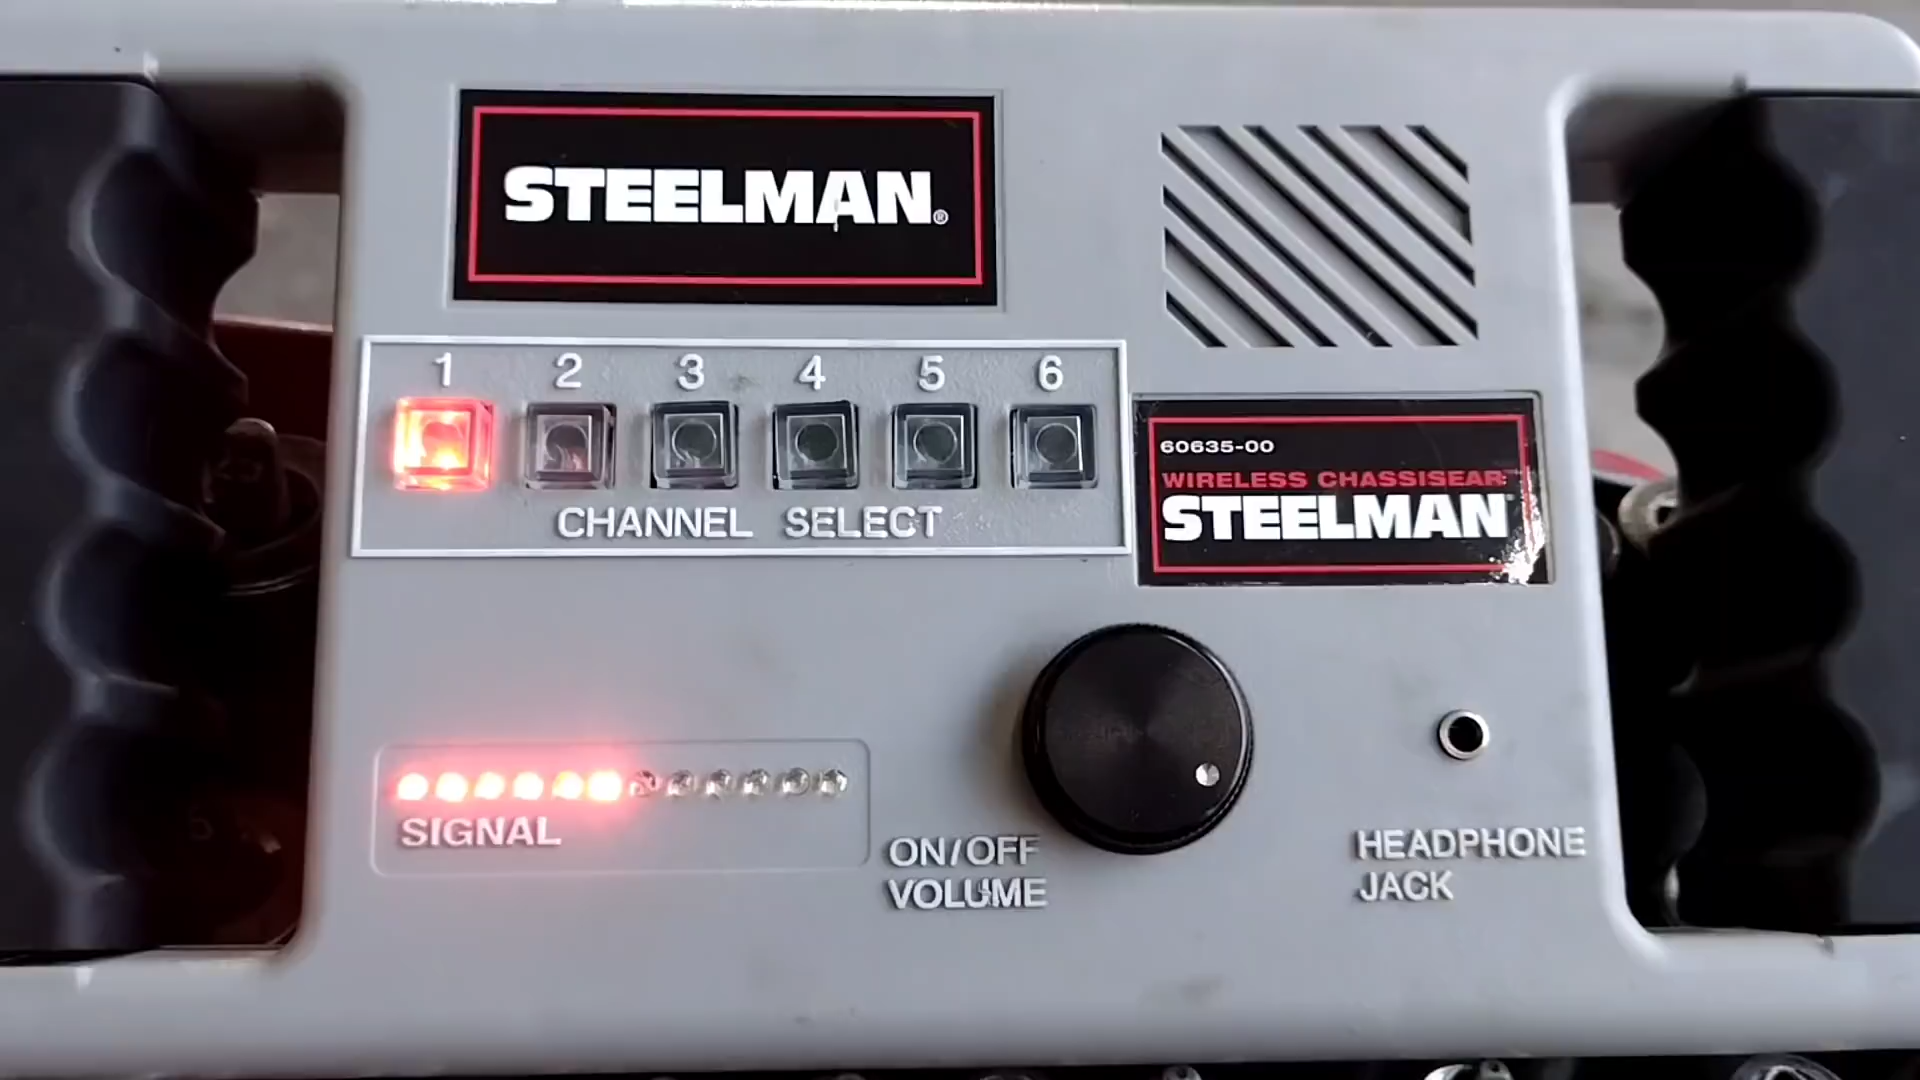 STEELMAN®
1 2 3 4 5 6
CHANNEL SELECT
60635-00
WIRELESS CHASSISEAR
STEELMAN
SIGNAL
ON/OFF
VOLUME
HEADPHONE
JACK